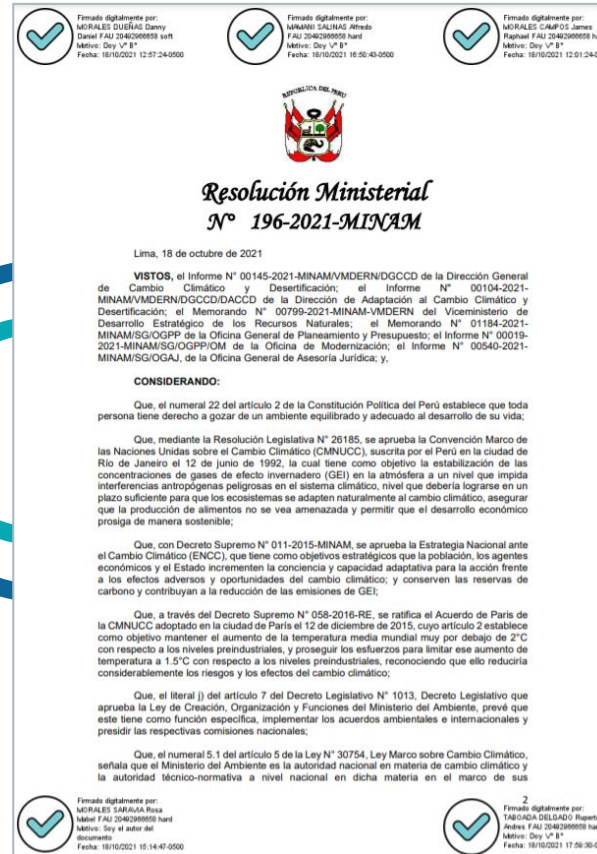 Firmado digitalmente por:
MORALES DUEÑAS Danny
Daniel FAU 20492966658 soft
Motivo: Doy V° B°
Fecha: 18/10/2021 12:57:24-0500
Firmado digitalmente por:
MAMANI SALINAS Alfredo
FAU 20492966658 hard
Motivo: Doy V° B°
Fecha: 18/10/2021 16:50:43-0500
Firmado digitalmente por:
MORALES CAMPOS James
Raphael FAU 20492966658 ha
Motivo: Doy V° B°
Fecha: 18/10/2021 12:01:24-0
REPUBLICA DEL PERU
Resolución Ministerial
N° 196-2021-MINAM
Lima, 18 de octubre de 2021
VISTOS, el Informe N° 00145-2021-MINAM/VMDERN/DGCCD de la Dirección General
de Cambio Climático y Desertificación; el Informe N° 00104-2021-
MINAM/VMDERN/DGCCD/DACCD de la Dirección de Adaptación al Cambio Climático y
Desertificación; el Memorando N° 00799-2021-MINAM-VMDERN del Viceministerio de
Desarrollo Estratégico de los Recursos Naturales; el Memorando N° 01184-2021-
MINAM/SG/OGPP de la Oficina General de Planeamiento y Presupuesto; el Informe N° 00019-
2021-MINAM/SG/OGPP/OM de la Oficina de Modernización; el Informe N° 00540-2021-
MINAM/SG/OGAJ, de la Oficina General de Asesoría Jurídica; y,
CONSIDERANDO:
Que, el numeral 22 del artículo 2 de la Constitución Política del Perú establece que toda
persona tiene derecho a gozar de un ambiente equilibrado y adecuado al desarrollo de su vida;
Que, mediante la Resolución Legislativa N° 26185, se aprueba la Convención Marco de
las Naciones Unidas sobre el Cambio Climático (CMNUCC), suscrita por el Perú en la ciudad de
Río de Janeiro el 12 de junio de 1992, la cual tiene como objetivo la estabilización de las
concentraciones de gases de efecto invernadero (GEI) en la atmósfera a un nivel que impida
interferencias antropógenas peligrosas en el sistema climático, nivel que debería lograrse en un
plazo suficiente para que los ecosistemas se adapten naturalmente al cambio climático, asegurar
que la producción de alimentos no se vea amenazada y permitir que el desarrollo económico
prosiga de manera sostenible;
Que, con Decreto Supremo N° 011-2015-MINAM, se aprueba la Estrategia Nacional ante
el Cambio Climático (ENCC), que tiene como objetivos estratégicos que la población, los agentes
económicos y el Estado incrementen la conciencia y capacidad adaptativa para la acción frente
a los efectos adversos y oportunidades del cambio climático; y conserven las reservas de
carbono y contribuyan a la reducción de las emisiones de GEI;
Que, a través del Decreto Supremo N° 058-2016-RE, se ratifica el Acuerdo de Paris de
la CMNUCC adoptado en la ciudad de París el 12 de diciembre de 2015, cuyo artículo 2 establece
como objetivo mantener el aumento de la temperatura media mundial muy por debajo de 2°C
con respecto a los niveles preindustriales, y proseguir los esfuerzos para limitar ese aumento de
temperatura a 1.5°C con respecto a los niveles preindustriales, reconociendo que ello reduciría
considerablemente los riesgos y los efectos del cambio climático;
Que, el literal j) del artículo 7 del Decreto Legislativo N° 1013, Decreto Legislativo que
aprueba la Ley de Creación, Organización y Funciones del Ministerio del Ambiente, prevé que
este tiene como función específica, implementar los acuerdos ambientales e internacionales y
presidir las respectivas comisiones nacionales;
Que, el numeral 5.1 del artículo 5 de la Ley N° 30754, Ley Marco sobre Cambio Climático,
señala que el Ministerio del Ambiente es la autoridad nacional en materia de cambio climático y
la autoridad técnico-normativa a nivel nacional en dicha materia en el marco de sus
2
Firmado digitalmente por:
MORALES SARAVIA Rosa
Mabel FAU 20492966658 hard
Motivo: Soy el autor del
documento
Fecha: 18/10/2021 15:14:47-0500
Firmado digitalmente por:
TABOADA DELGADO Ruperto
Andres FAU 20492966658 har
Motivo: Doy V° B°
Fecha: 18/10/2021 17:59:30-0